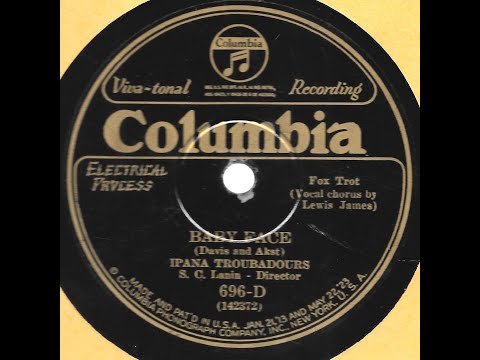 Columbia
Viva-tonal Recording
Columbia
ELECTRICAL
PROCESS
Fox Trot
(Vocal chorus by
Lewis James)
BABY FACE
(Davis and Akst)
IPANA TROUBADOURS
S. C. Lanin - Director
696-D
(142372)
MADE AND PAT'D IN U.S.A. JAN. 21,'13 AND MAY 22,'23
COLUMBIA PHONOGRAPH COMPANY, INC., NEW YORK, U.S.A.